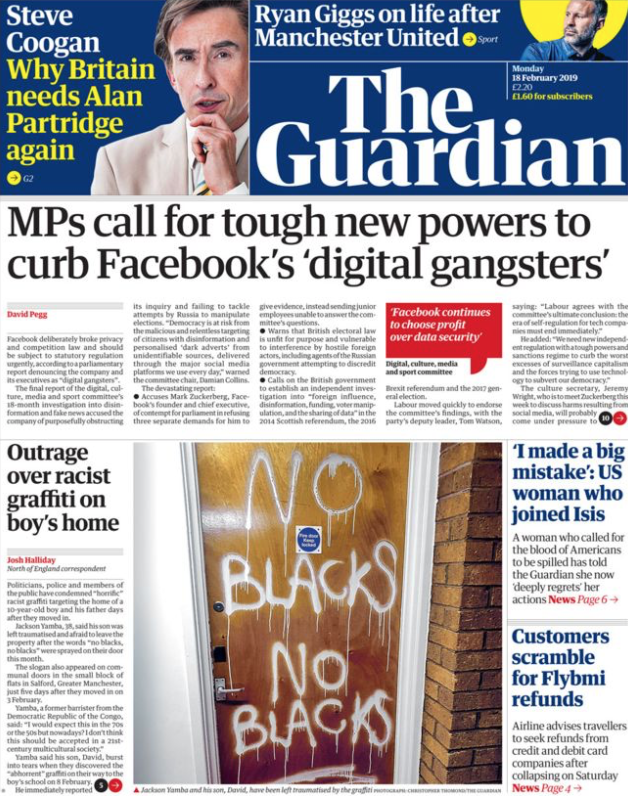 Steve
Coogan
Why Britain
needs Alan
Partridge
again
G2
Ryan Giggs on life after
Manchester United Sport
Monday
18 February 2019
£2.20
£1.60 for subscribers
The
Guardian
MPs call for tough new powers to
curb Facebook's 'digital gangsters'
David Pegg
Facebook deliberately broke privacy
and competition law and should
be subject to statutory regulation
urgently, according to a parliamentary
report denouncing the company and
its executives as "digital gangsters".
The final report of the digital, cul-
ture, media and sport committee's
18-month investigation into disin-
formation and fake news accused the
company of purposefully obstructing
its inquiry and failing to tackle
attempts by Russia to manipulate
elections. "Democracy is at risk from
the malicious and relentless targeting
of citizens with disinformation and
personalised 'dark adverts' from
unidentifiable sources, delivered
through the major social media
platforms we use every day," warned
the committee chair, Damian Collins.
The devastating report:
● Accuses Mark Zuckerberg, Face-
book's founder and chief executive,
of contempt for parliament in refusing
three separate demands for him to
give evidence, instead sending junior
employees unable to answer the com-
mittee's questions.
● Warns that British electoral law
is unfit for purpose and vulnerable
to interference by hostile foreign
actors, including agents of the Russian
government attempting to discredit
democracy.
● Calls on the British government
to establish an independent inves-
tigation into "foreign influence,
disinformation, funding, voter manip-
ulation, and the sharing of data" in the
2014 Scottish referendum, the 2016
'Facebook continues
to choose profit
over data security'
Digital, culture, media
and sport committee
Brexit referendum and the 2017 gen-
eral election.
Labour moved quickly to endorse
the committee's findings, with the
party's deputy leader, Tom Watson,
saying: "Labour agrees with the
committee's ultimate conclusion: the
era of self-regulation for tech compa-
nies must end immediately."
He added: "We need new independ-
ent regulation with a tough powers and
sanctions regime to curb the worst
excesses of surveillance capitalism
and the forces trying to use technol-
ogy to subvert our democracy."
The culture secretary, Jeremy
Wright, who is to meet Zuckerberg this
week to discuss harms resulting from
social media, will probably
come under pressure to 10
Outrage
over racist
graffiti on
boy's home
Josh Halliday
North of England correspondent
Politicians, police and members of
the public have condemned "horrific"
racist graffiti targeting the home of a
10-year-old boy and his father days
after they moved in.
Jackson Yamba, 38, said his son was
left traumatised and afraid to leave the
property after the words "no blacks,
no blacks" were sprayed on their door
this month.
The slogan also appeared on com-
munal doors in the small block of
flats in Salford, Greater Manchester,
just five days after they moved in on
3 February.
Yamba, a former barrister from the
Democratic Republic of the Congo,
said: "I would expect this in the 70s
or the 50s but nowadays? I don't think
this should be accepted in a 21st-
century multicultural society."
Yamba said his son, David, burst
into tears when they discovered the
"abhorrent" graffiti on their way to the
boy's school on 8 February.
He immediately reported 5
NO
Fire door
Keep
locked
BLACKS
NO
BLACKS
▲ Jackson Yamba and his son, David, have been left traumatised by the graffiti PHOTOGRAPH: CHRISTOPHER THOMOND/THE GUARDIAN
'I made a big
mistake': US
woman who
joined Isis
A woman who called for
the blood of Americans
to be spilled has told
the Guardian she now
'deeply regrets' her
actions News Page 6 →
Customers
scramble
for Flybmi
refunds
Airline advises travellers
to seek refunds from
credit and debit card
companies after
collapsing on Saturday
News Page 4 →